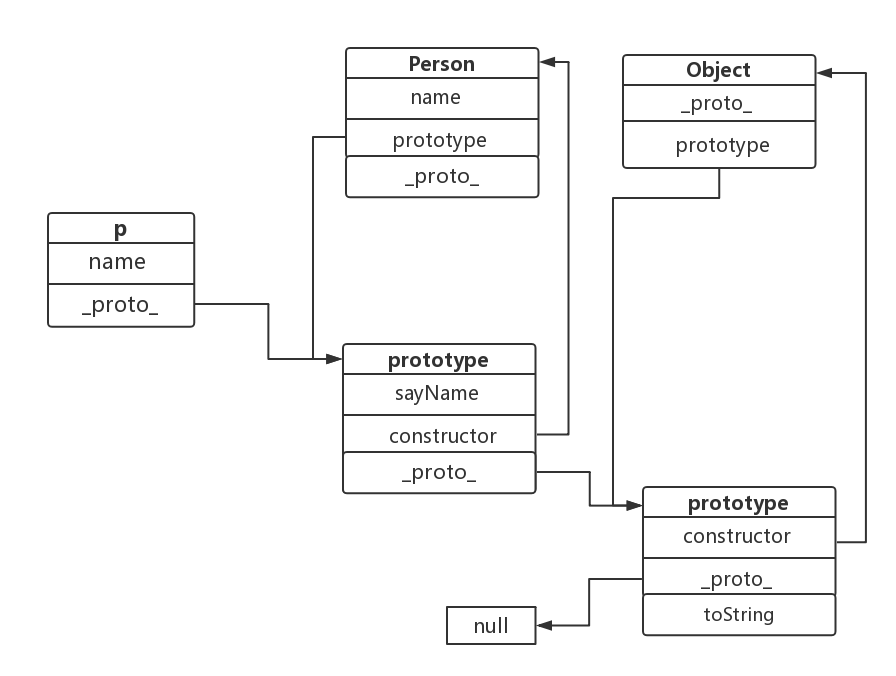 Person
name
prototype
_proto_
Object
_proto_
prototype
p
name
_proto_
prototype
sayName
constructor
_proto_
prototype
constructor
_proto_
toString
null